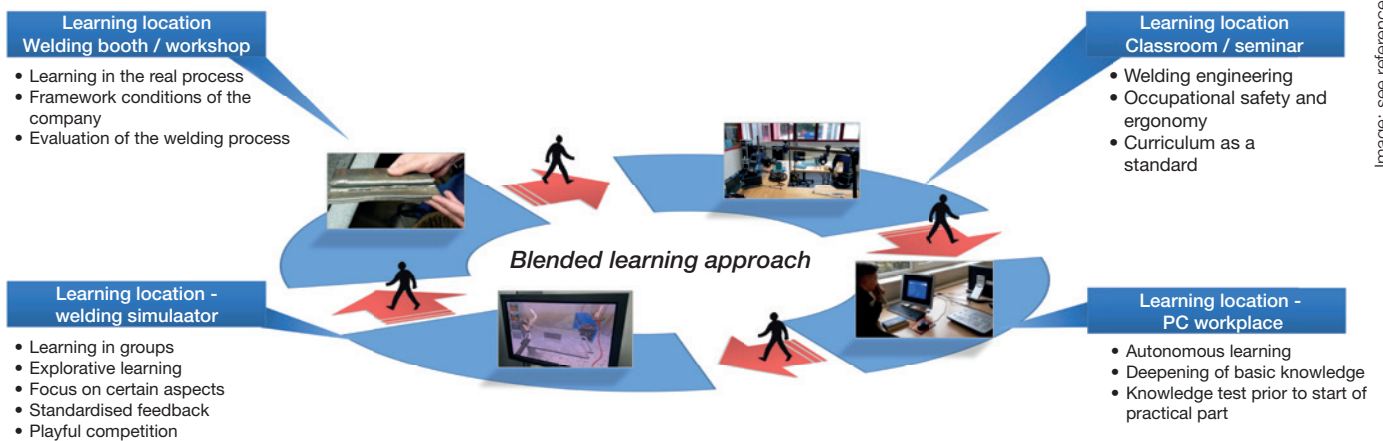 Learning location
Welding booth / workshop
• Learning in the real process
• Framework conditions of the
company
• Evaluation of the welding process
Learning location
Classroom / seminar
• Welding engineering
• Occupational safety and
ergonomy
• Curriculum as a
standard
Image: see reference
Blended learning approach
Learning location -
welding simulaator
• Learning in groups
• Explorative learning
• Focus on certain aspects
• Standardised feedback
• Playful competition
Learning location -
PC workplace
• Autonomous learning
• Deepening of basic knowledge
• Knowledge test prior to start of
practical part